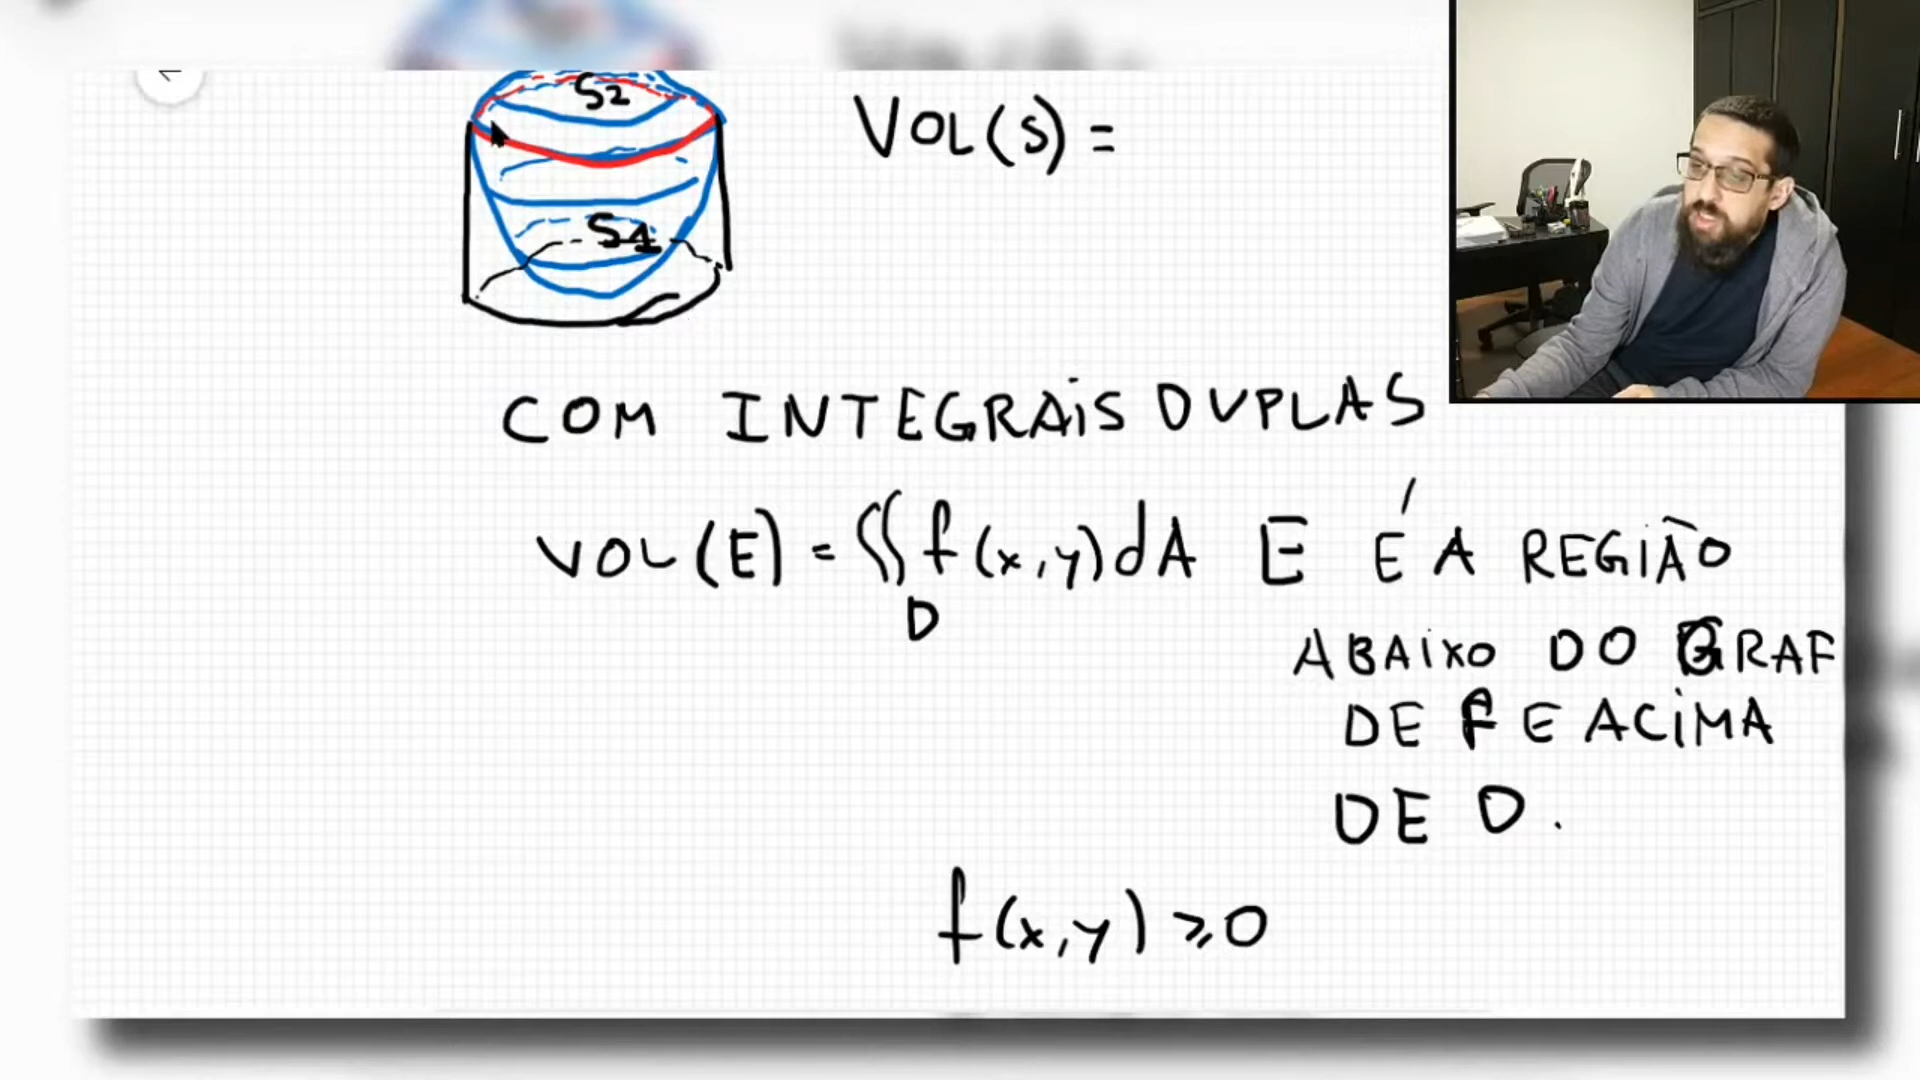 S2
VOL(S) =
S1
COM INTEGRAIS DUPLAS
VOL(E) = ∬ f(x,y) dA E É A REGIÃO
D
ABAIXO DO GRAF
DE F E ACIMA
DE D.
f(x,y) ⩾ 0